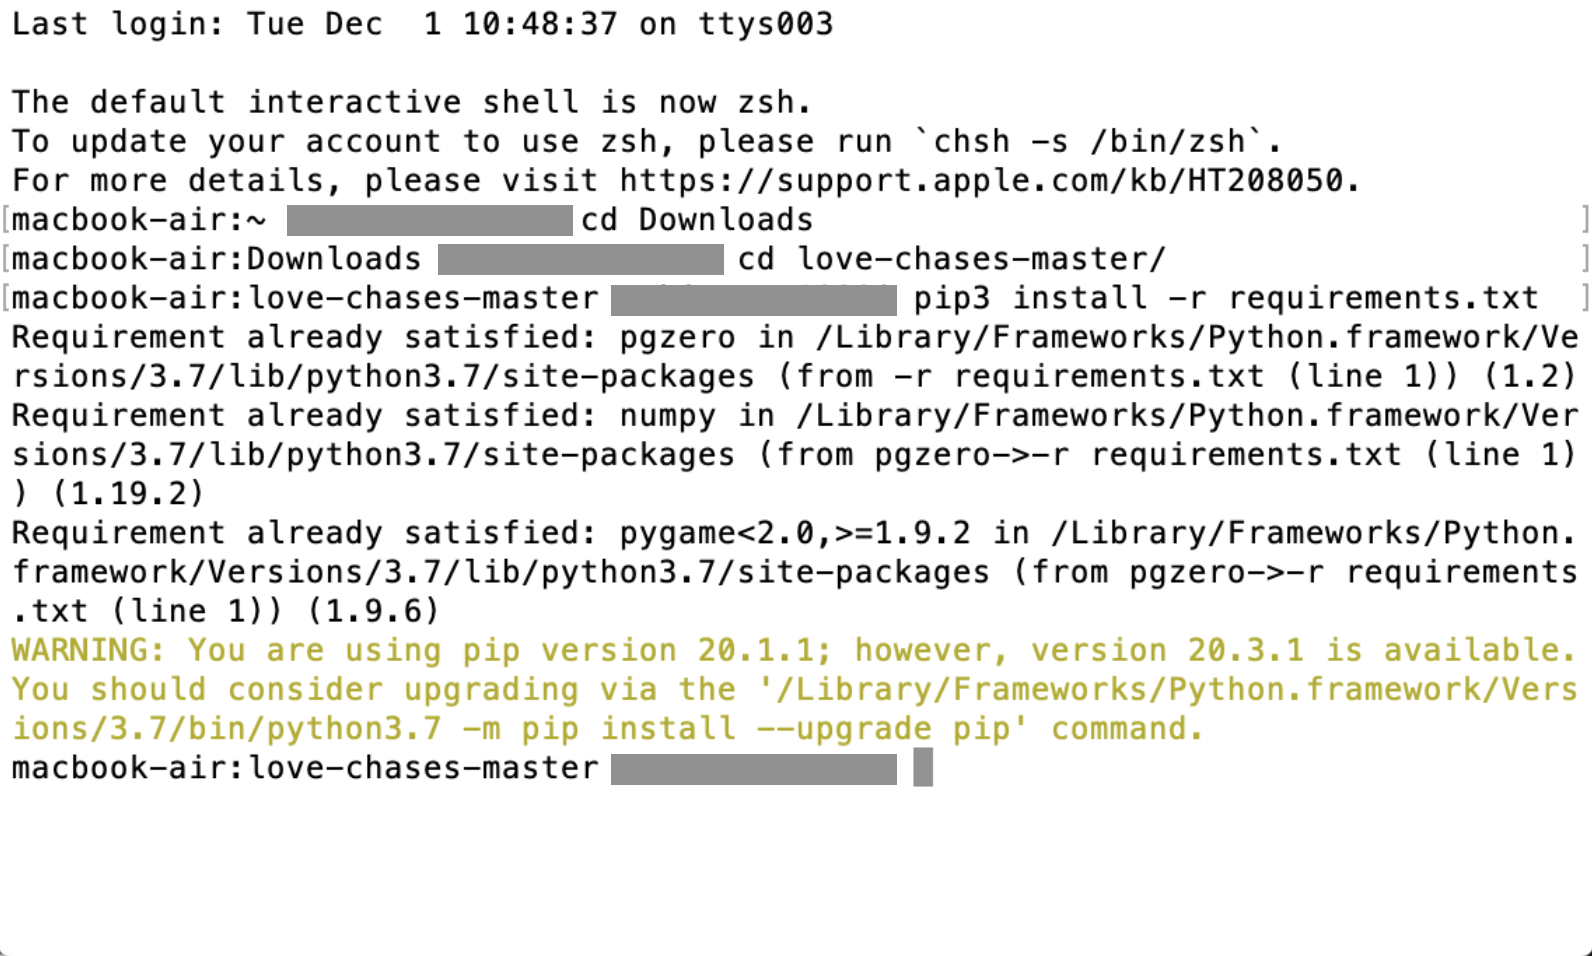 Last login: Tue Dec  1 10:48:37 on ttys003
The default interactive shell is now zsh.
To update your account to use zsh, please run `chsh -s /bin/zsh`.
For more details, please visit https://support.apple.com/kb/HT208050.
[macbook-air:~ cd Downloads ]
[macbook-air:Downloads cd love-chases-master/ ]
[macbook-air:love-chases-master pip3 install -r requirements.txt ]
Requirement already satisfied: pgzero in /Library/Frameworks/Python.framework/Ve
rsions/3.7/lib/python3.7/site-packages (from -r requirements.txt (line 1)) (1.2)
Requirement already satisfied: numpy in /Library/Frameworks/Python.framework/Ver
sions/3.7/lib/python3.7/site-packages (from pgzero->-r requirements.txt (line 1)
) (1.19.2)
Requirement already satisfied: pygame<2.0,>=1.9.2 in /Library/Frameworks/Python.
framework/Versions/3.7/lib/python3.7/site-packages (from pgzero->-r requirements
.txt (line 1)) (1.9.6)
WARNING: You are using pip version 20.1.1; however, version 20.3.1 is available.
You should consider upgrading via the '/Library/Frameworks/Python.framework/Vers
ions/3.7/bin/python3.7 -m pip install --upgrade pip' command.
macbook-air:love-chases-master